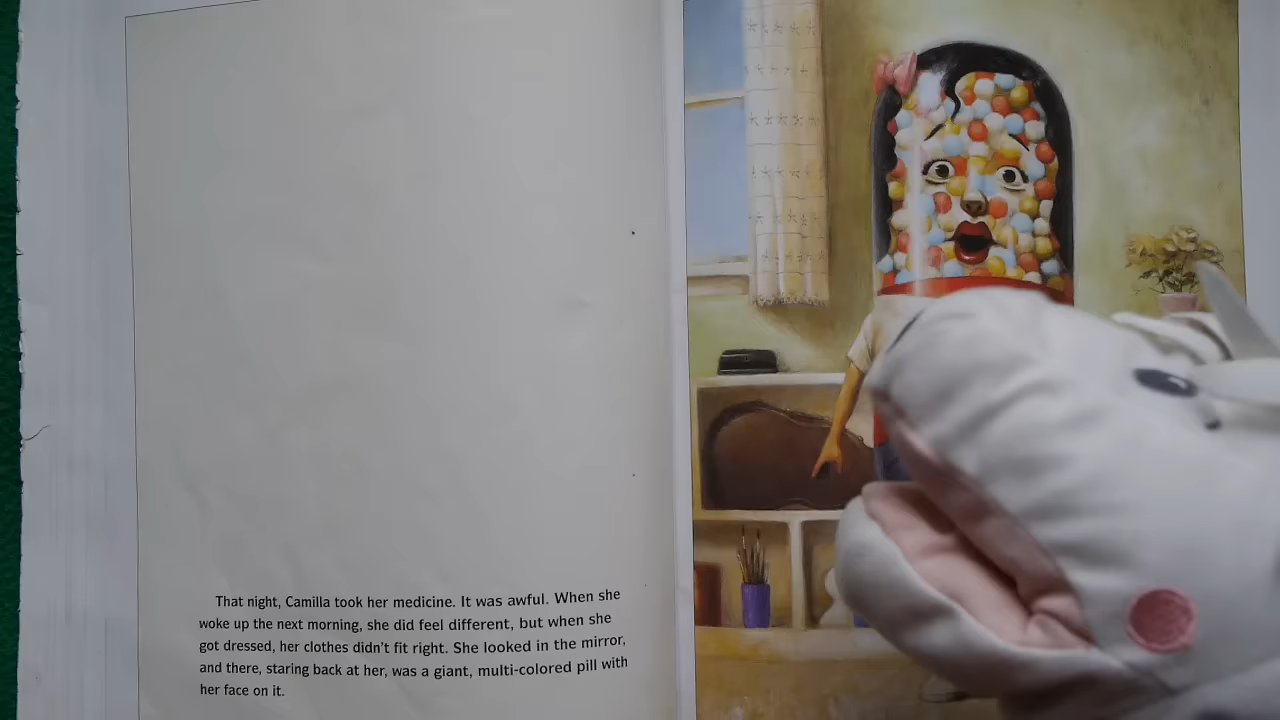 That night, Camilla took her medicine. It was awful. When she
woke up the next morning, she did feel different, but when she
got dressed, her clothes didn't fit right. She looked in the mirror,
and there, staring back at her, was a giant, multi-colored pill with
her face on it.